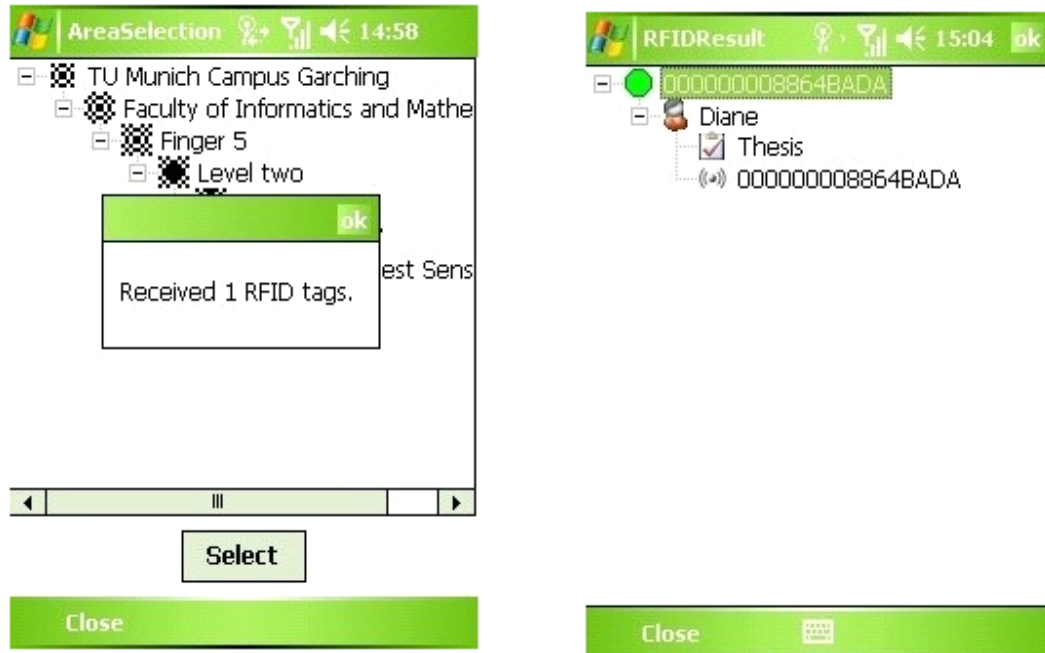 AreaSelection 14:58
TU Munich Campus Garching
Faculty of Informatics and Mathe
Finger 5
Level two
ok
est Sens
Received 1 RFID tags.
Select
Close
RFIDResult 15:04 ok
000000008864BADA
Diane
Thesis
000000008864BADA
Close